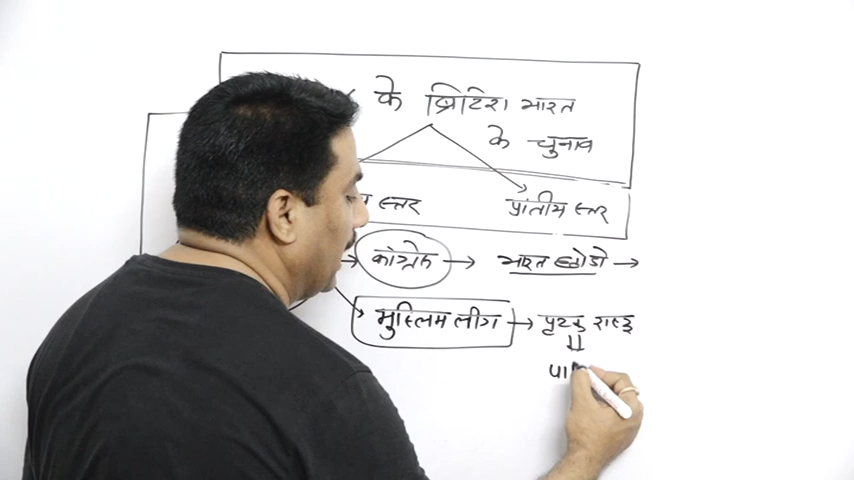 के ब्रिटिश भारत
के चुनाव
स्तर प्रांतीय स्तर
काँग्रेस → भारत छोडो →
मुस्लिम लीग → पृथक राष्ट्र
पा